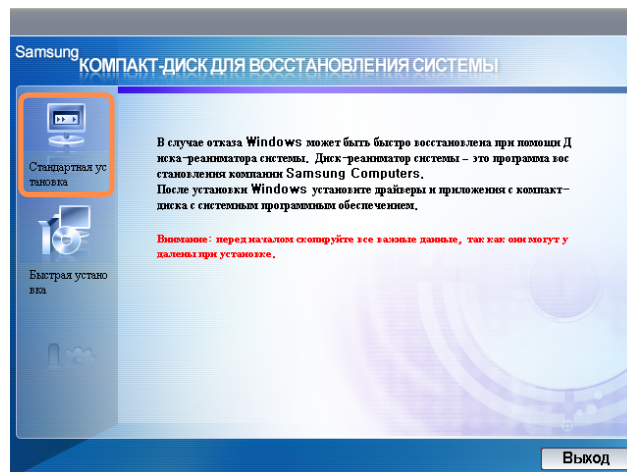 Samsung
КОМПАКТ-ДИСК ДЛЯ ВОССТАНОВЛЕНИЯ СИСТЕМЫ
Стандартная ус
тановка
Быстрая устано
вка
В случае отказа Windows может быть быстро восстановлена при помощи Д
иска-реаниматора системы. Диск-реаниматор системы – это программа вос
становления компании Samsung Computers.
После установки Windows установите драйверы и приложения с компакт-
диска с системным программным обеспечением.
Внимание: перед началом скопируйте все важные данные, так как они могут у
далены при установке.
Выход